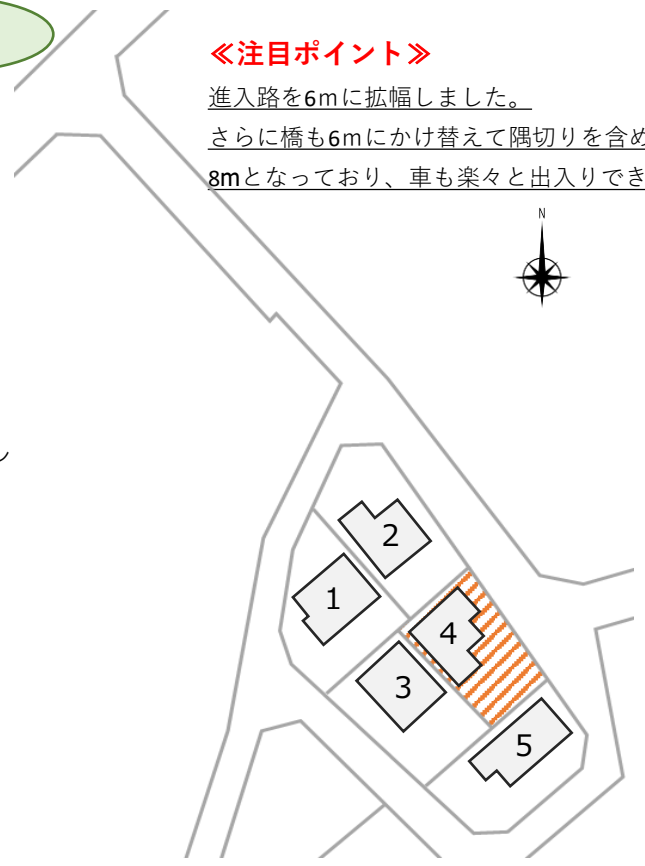 ≪注目ポイント≫
進入路を6mに拡幅しました。
さらに橋も6mにかけ替えて隅切りを含め
8mとなっており、車も楽々と出入りでき
N
し
2
1
4
3
5